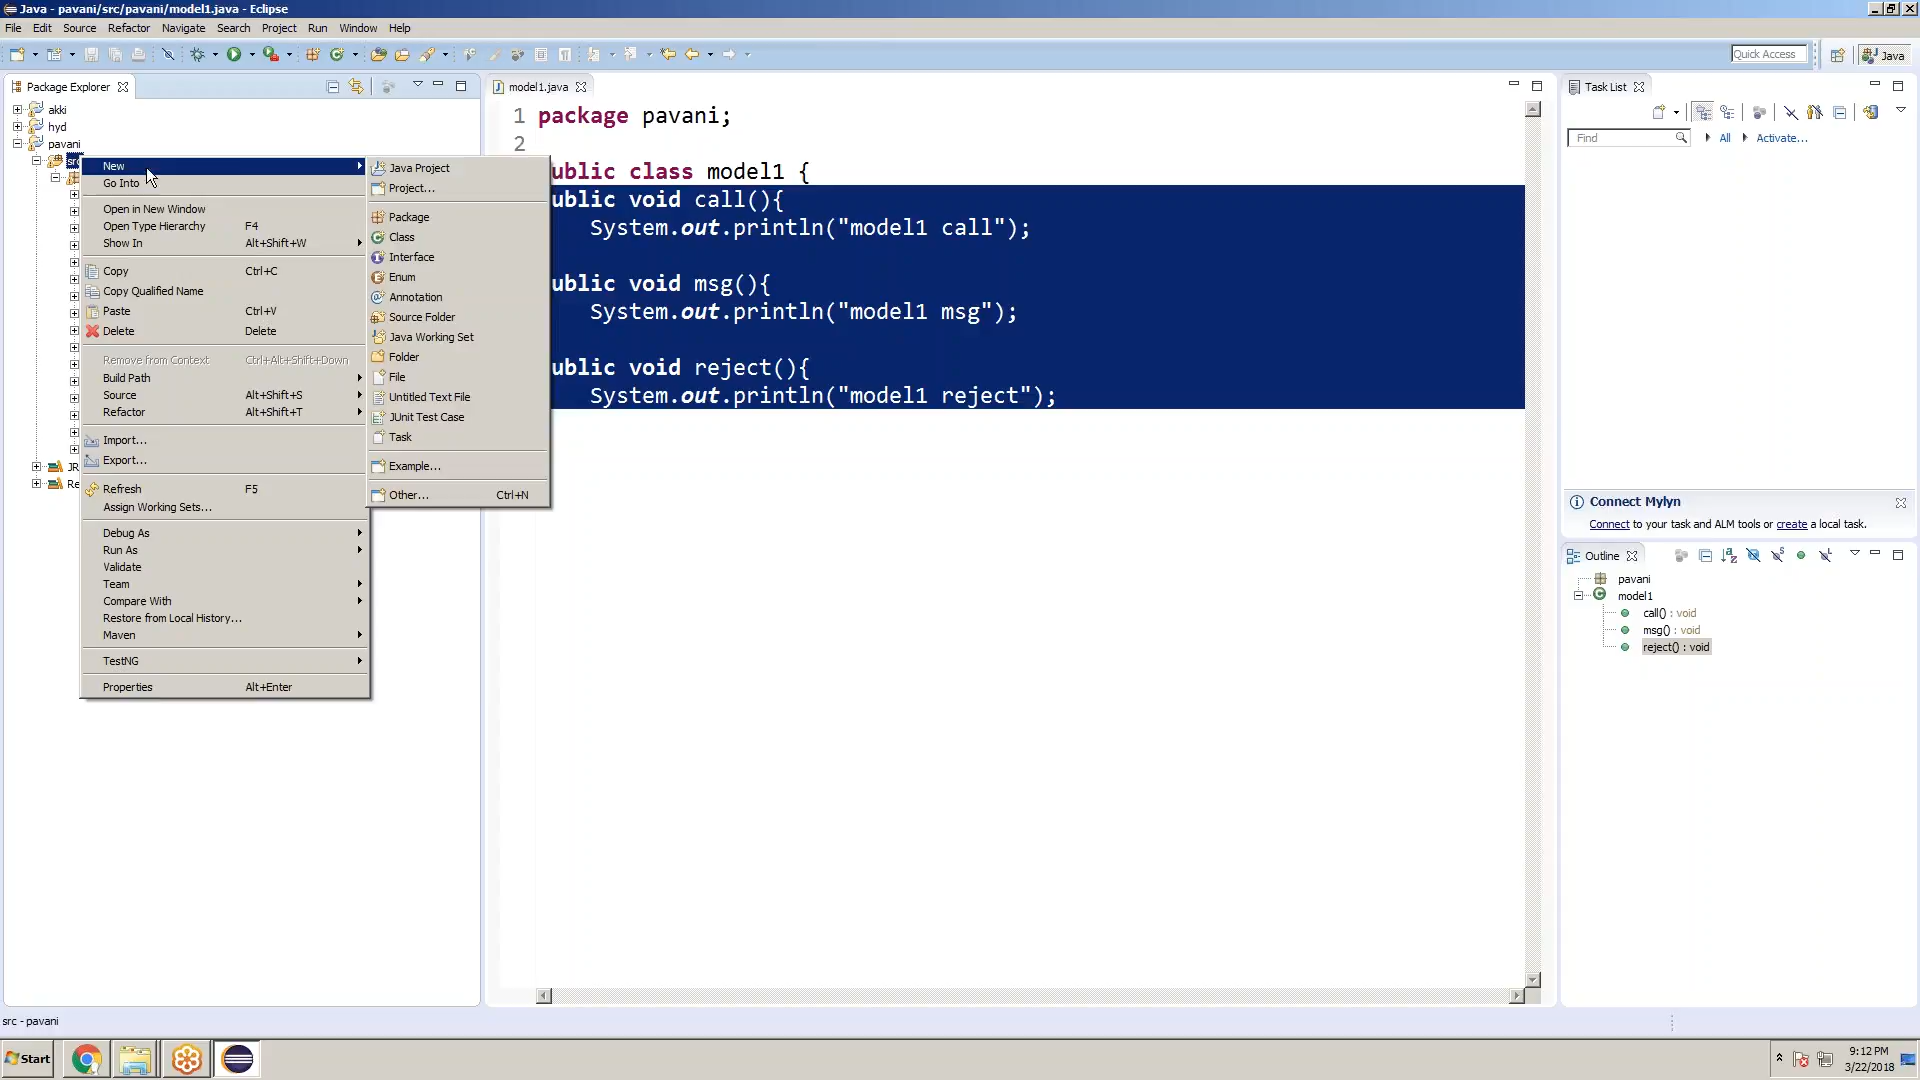 Java - pavani/src/pavani/model1.java - Eclipse
File Edit Source Refactor Navigate Search Project Run Window Help
Quick Access
Java
Package Explorer
akki
hyd
pavani
src
JR
Re
New
Go Into
Open in New Window
Open Type Hierarchy F4
Show In Alt+Shift+W
Copy Ctrl+C
Copy Qualified Name
Paste Ctrl+V
Delete Delete
Remove from Context Ctrl+Alt+Shift+Down
Build Path
Source Alt+Shift+S
Refactor Alt+Shift+T
Import...
Export...
Refresh F5
Assign Working Sets...
Debug As
Run As
Validate
Team
Compare With
Restore from Local History...
Maven
TestNG
Properties Alt+Enter
Java Project
Project...
Package
Class
Interface
Enum
Annotation
Source Folder
Java Working Set
Folder
File
Untitled Text File
JUnit Test Case
Task
Example...
Other... Ctrl+N
model1.java
1 package pavani;
2
ublic class model1 {
ublic void call(){
System.out.println("model1 call");
ublic void msg(){
System.out.println("model1 msg");
ublic void reject(){
System.out.println("model1 reject");
Task List
Find All Activate...
Connect Mylyn
Connect to your task and ALM tools or create a local task.
Outline
pavani
model1
call() : void
msg() : void
reject() : void
src - pavani
Start
9:12 PM
3/22/2018